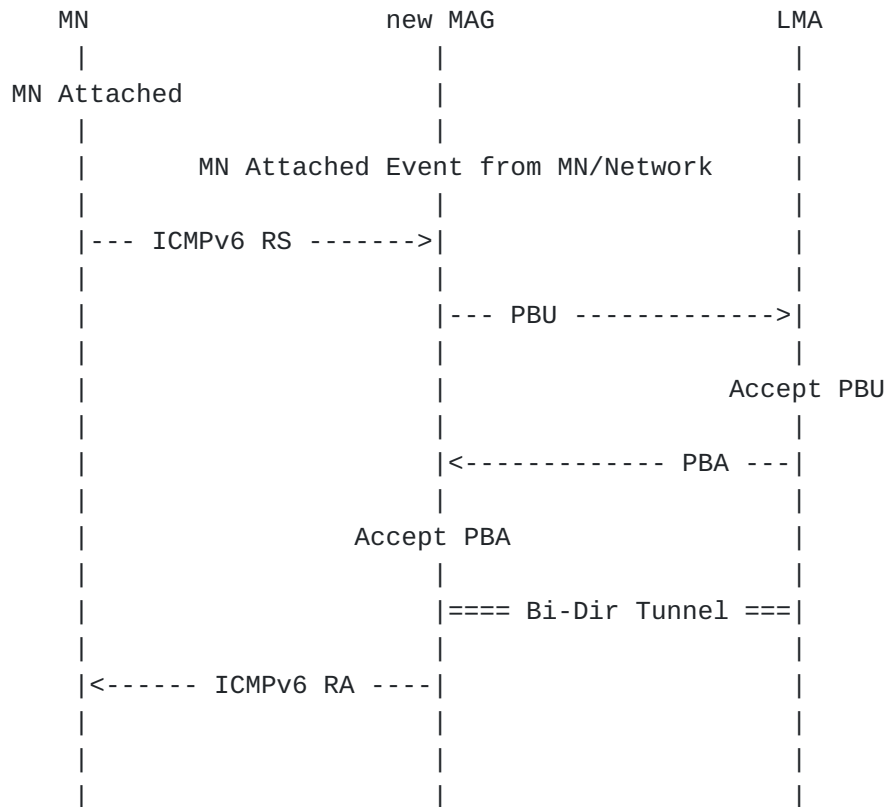 MN new MAG LMA
MN Attached
MN Attached Event from MN/Network
|--- ICMPv6 RS ------->|
|--- PBU ------------->|
Accept PBU
|<------------- PBA ---|
Accept PBA
|==== Bi-Dir Tunnel ===|
|<------ ICMPv6 RA ----|